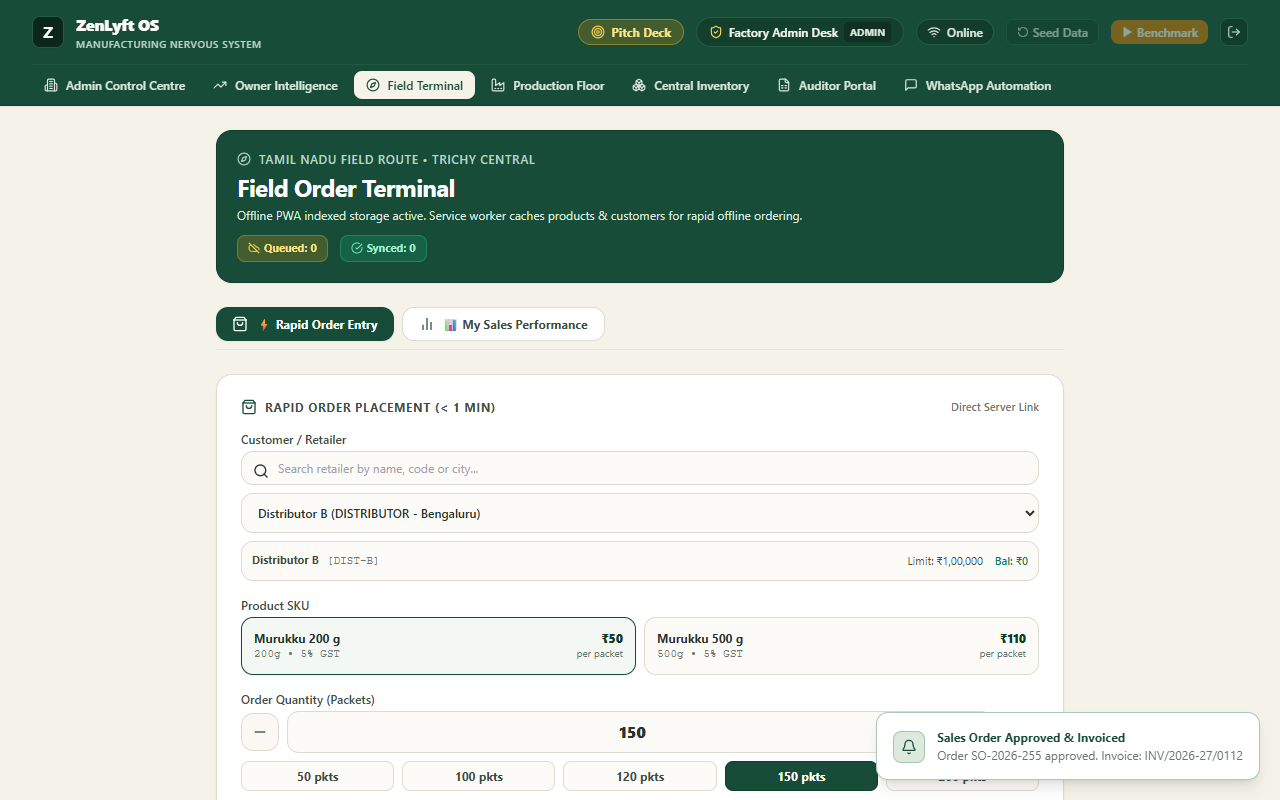 Z
ZenLyft OS
MANUFACTURING NERVOUS SYSTEM
Pitch Deck
Factory Admin Desk ADMIN
Online
Seed Data
Benchmark
Admin Control Centre
Owner Intelligence
Field Terminal
Production Floor
Central Inventory
Auditor Portal
WhatsApp Automation
TAMIL NADU FIELD ROUTE • TRICHY CENTRAL
Field Order Terminal
Offline PWA indexed storage active. Service worker caches products & customers for rapid offline ordering.
Queued: 0
Synced: 0
Rapid Order Entry
My Sales Performance
RAPID ORDER PLACEMENT (< 1 MIN)
Direct Server Link
Customer / Retailer
Search retailer by name, code or city...
Distributor B (DISTRIBUTOR - Bengaluru)
Distributor B [DIST-B]
Limit: ₹1,00,000 Bal: ₹0
Product SKU
Murukku 200 g
₹50
200g • 5% GST
per packet
Murukku 500 g
₹110
500g • 5% GST
per packet
Order Quantity (Packets)
150
50 pkts
100 pkts
120 pkts
150 pkts
Sales Order Approved & Invoiced
Order SO-2026-255 approved. Invoice: INV/2026-27/0112